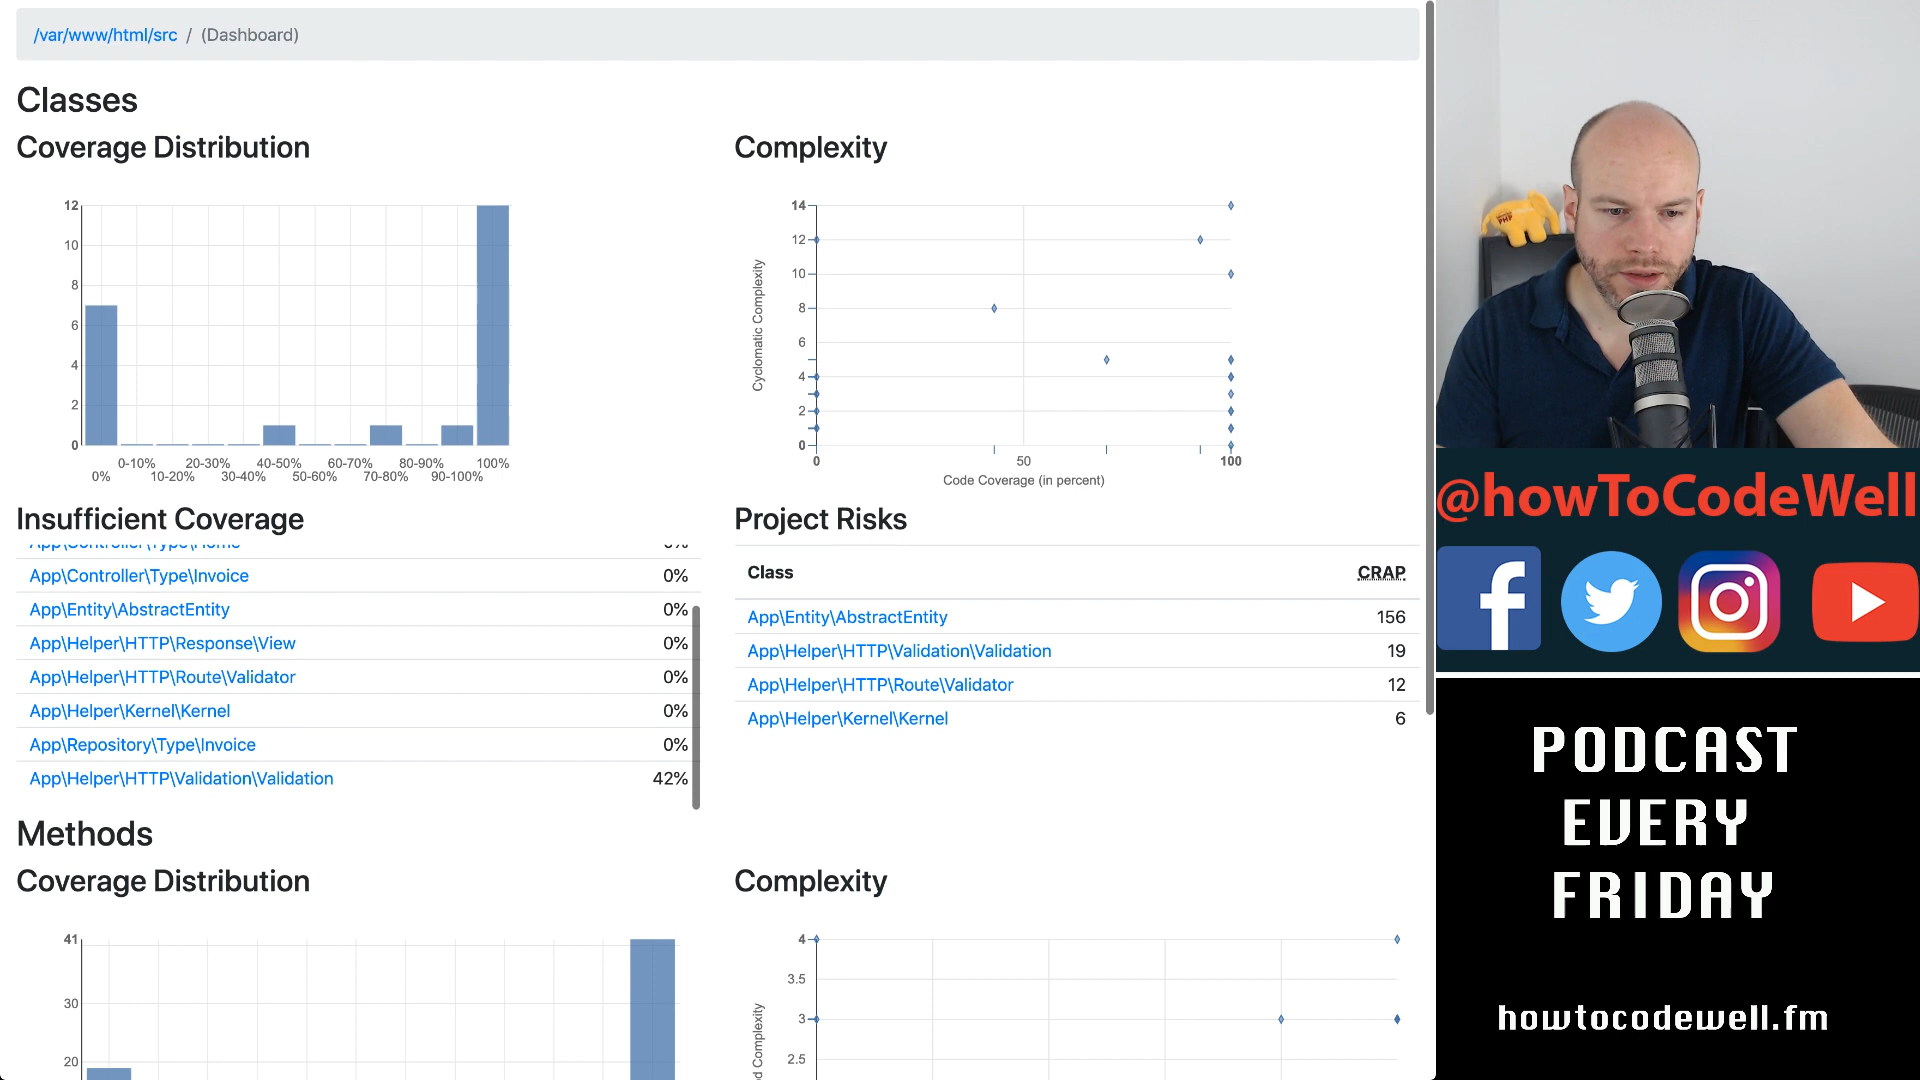 /var/www/html/src / (Dashboard)
Classes
Coverage Distribution
12
10
8
6
4
2
0
0-10% 20-30% 40-50% 60-70% 80-90% 100%
0% 10-20% 30-40% 50-60% 70-80% 90-100%
Complexity
Cyclomatic Complexity
14
12
10
8
6
4
2
0
0 50 100
Code Coverage (in percent)
Insufficient Coverage
App\Controller\Type\Home 0%
App\Controller\Type\Invoice 0%
App\Entity\AbstractEntity 0%
App\Helper\HTTP\Response\View 0%
App\Helper\HTTP\Route\Validator 0%
App\Helper\Kernel\Kernel 0%
App\Repository\Type\Invoice 0%
App\Helper\HTTP\Validation\Validation 42%
Project Risks
Class CRAP
App\Entity\AbstractEntity 156
App\Helper\HTTP\Validation\Validation 19
App\Helper\HTTP\Route\Validator 12
App\Helper\Kernel\Kernel 6
Methods
Coverage Distribution
41
30
20
Complexity
d Complexity
4
3.5
3
2.5
PHP
@howToCodeWell
PODCAST
EVERY
FRIDAY
howtocodewell.fm